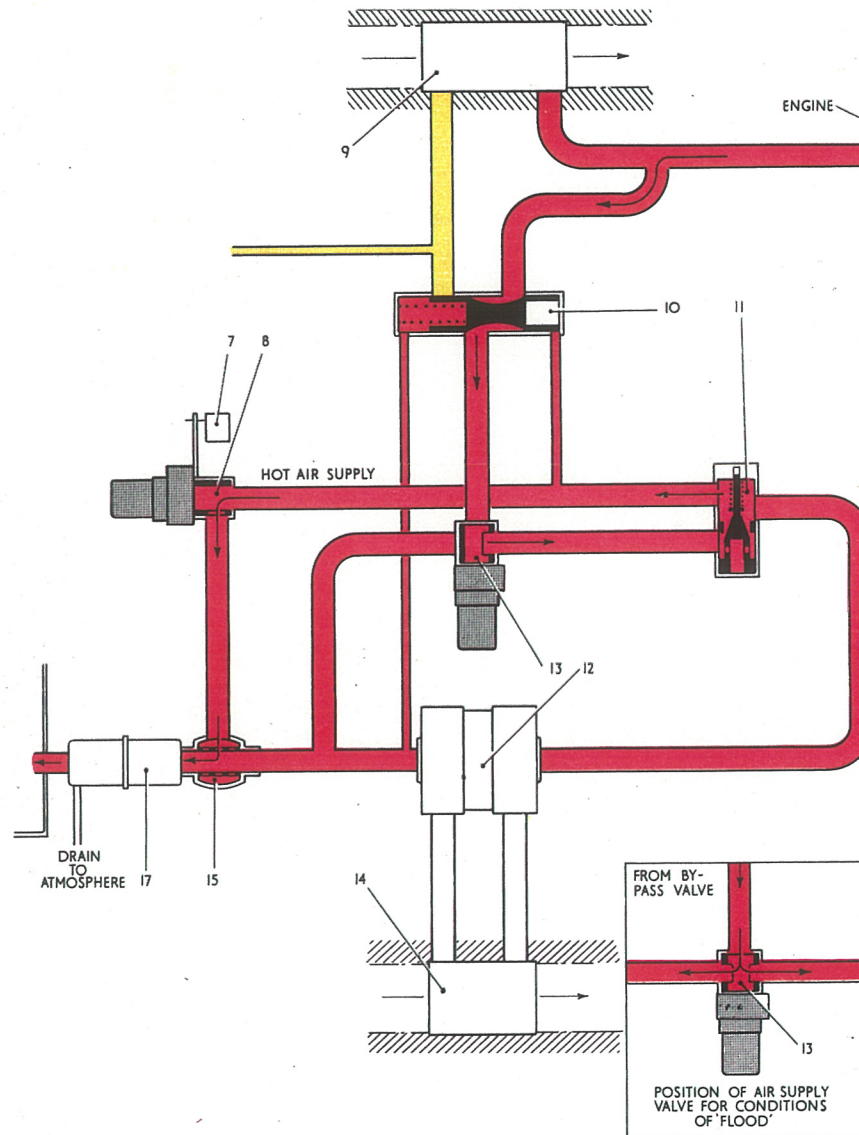 ENGINE
9
10
11
7
8
HOT AIR SUPPLY
13
12
DRAIN
TO
ATMOSPHERE
17
15
14
FROM BY-
PASS VALVE
13
POSITION OF AIR SUPPLY
VALVE FOR CONDITIONS
OF 'FLOOD'